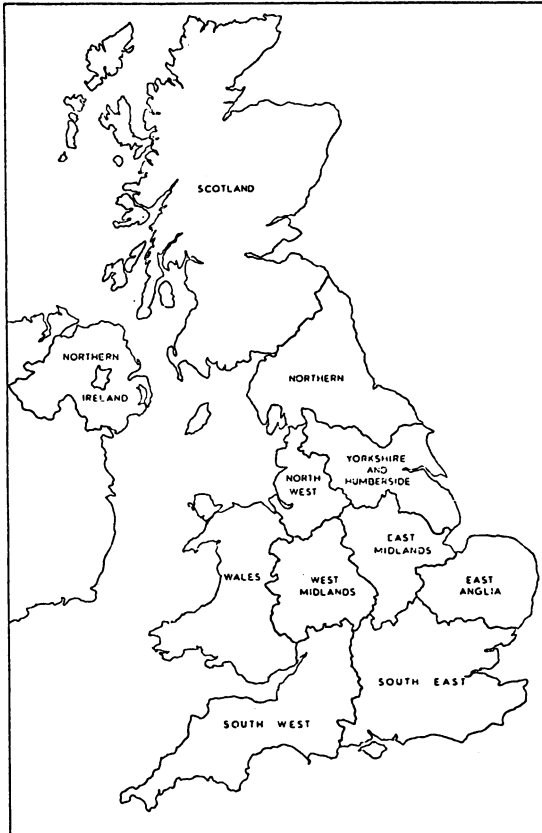 SCOTLAND
NORTHERN
IRELAND
NORTHERN
YORKSHIRE
AND
HUMBERSIDE
NORTH
WEST
EAST
MIDLANDS
WALES
WEST
MIDLANDS
EAST
ANGLIA
SOUTH EAST
SOUTH WEST